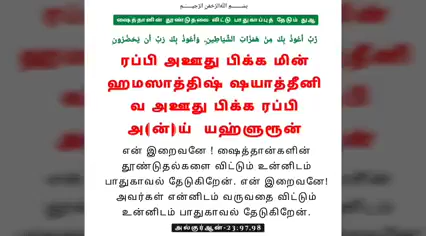 بسم الله الرحمن الرحيم
ஷைத்தானின் தூண்டுதலை விட்டு பாதுகாப்புத் தேடும் துஆ
رَبِّ أَعُوذُ بِكَ مِنْ هَمَزَاتِ الشَّيَاطِينِ. وَأَعُوذُ بِكَ رَبِّ أَن يَحْضُرُونِ
ரப்பி அஊது பிக்க மின்
ஹமஸாத்திஷ் ஷயாத்தீனி
வ அஊது பிக்க ரப்பி
அ(ன்)ய் யஹ்ளுரூன்
என் இறைவனே ! ஷைத்தான்களின்
தூண்டுதல்களை விட்டும் உன்னிடம்
பாதுகாவல் தேடுகிறேன். என் இறைவனே!
அவர்கள் என்னிடம் வருவதை விட்டும்
உன்னிடம் பாதுகாவல் தேடுகிறேன்.
அல்குர்ஆன்-23.97.98